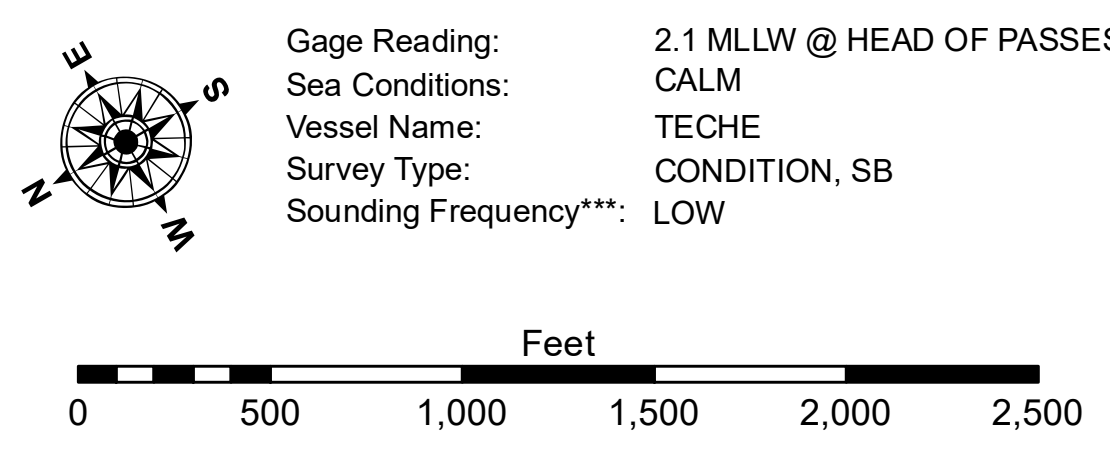 E
S
N
W
Gage Reading: 2.1 MLLW @ HEAD OF PASSES
Sea Conditions: CALM
Vessel Name: TECHE
Survey Type: CONDITION, SB
Sounding Frequency***: LOW
Feet
0 500 1,000 1,500 2,000 2,500